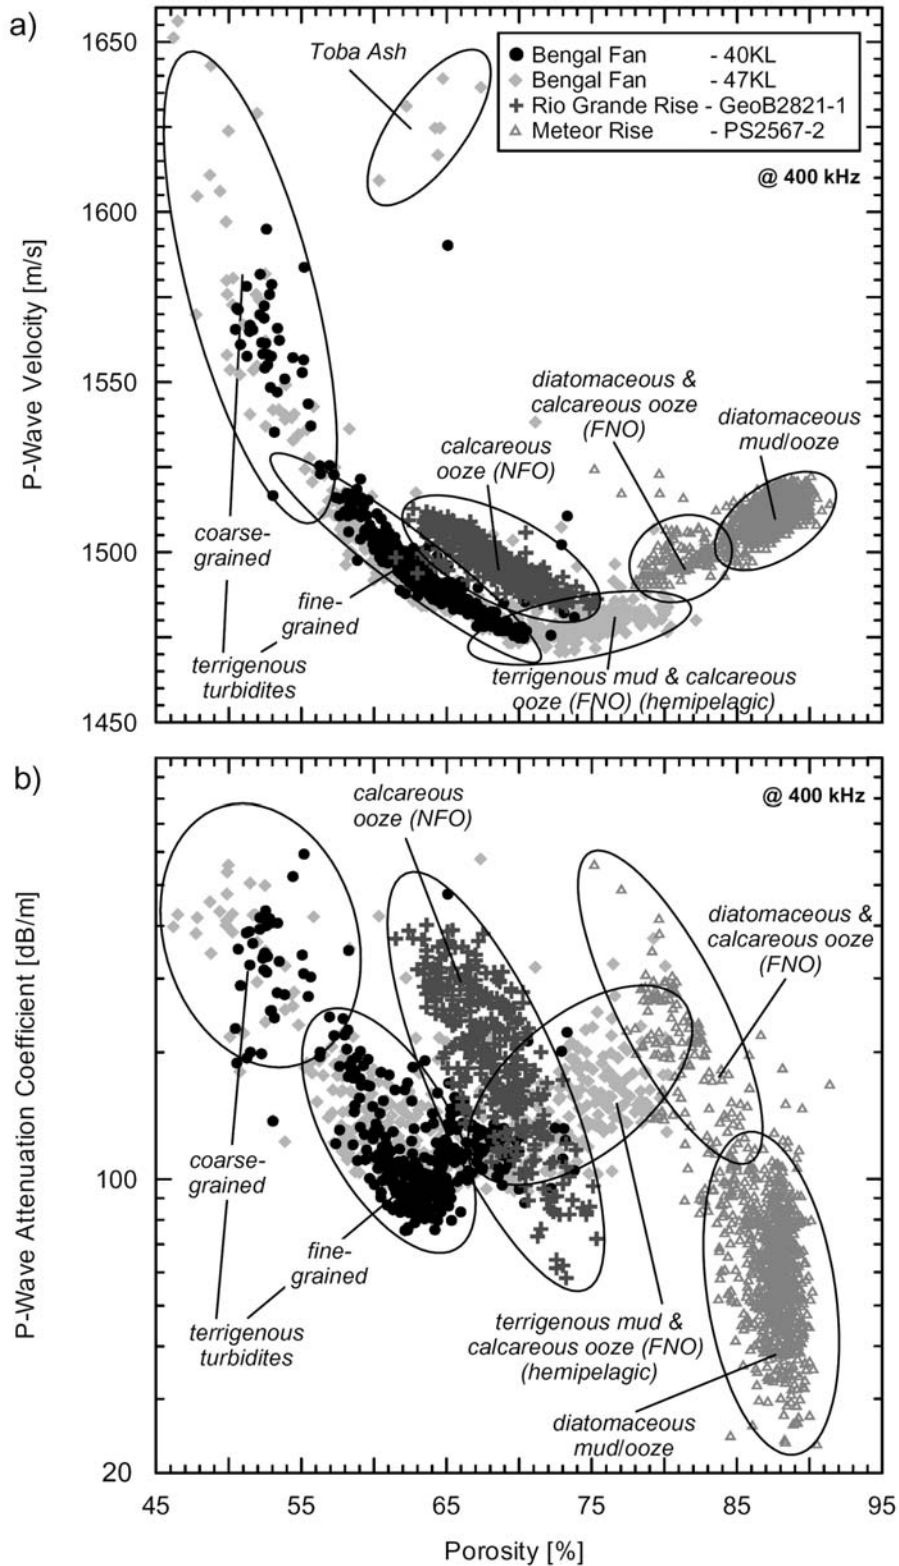 a)
1650
1600
1550
1500
1450
P-Wave Velocity [m/s]
Toba Ash
Bengal Fan - 40KL
Bengal Fan - 47KL
Rio Grande Rise - GeoB2821-1
Meteor Rise - PS2567-2
@ 400 kHz
diatomaceous &
calcareous ooze
(FNO)
diatomaceous
mud/ooze
calcareous
ooze (NFO)
coarse-
grained
fine-
grained
terrigenous
turbidites
terrigenous mud & calcareous
ooze (FNO) (hemipelagic)
b)
@ 400 kHz
calcareous
ooze (NFO)
diatomaceous &
calcareous ooze
(FNO)
P-Wave Attenuation Coefficient [dB/m]
100
20
coarse-
grained
fine-
grained
terrigenous
turbidites
terrigenous mud &
calcareous ooze (FNO)
(hemipelagic)
diatomaceous
mud/ooze
45 55 65 75 85 95
Porosity [%]